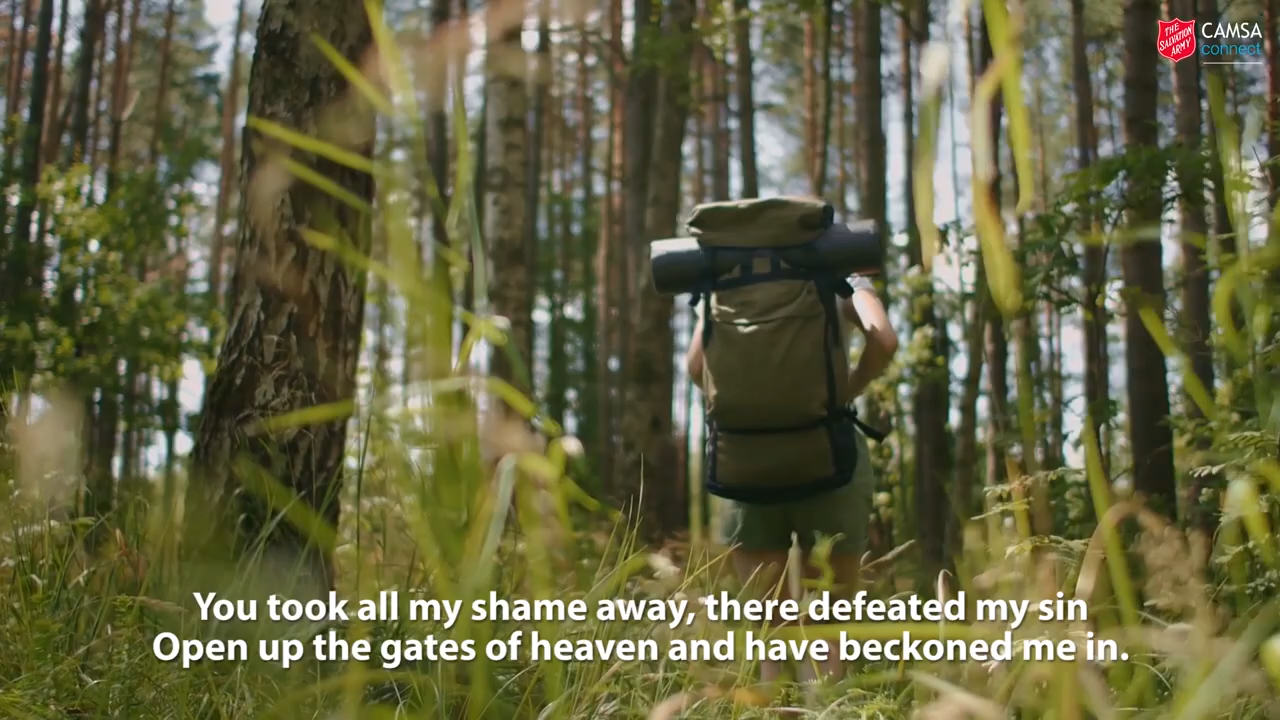 THE
SALVATION
ARMY
CAMSA
connect
You took all my shame away, there defeated my sin
Open up the gates of heaven and have beckoned me in.